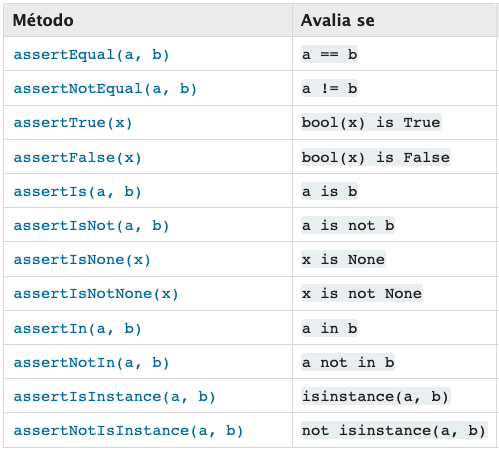 Método Avalia se
assertEqual(a, b) a == b
assertNotEqual(a, b) a != b
assertTrue(x) bool(x) is True
assertFalse(x) bool(x) is False
assertIs(a, b) a is b
assertIsNot(a, b) a is not b
assertIsNone(x) x is None
assertIsNotNone(x) x is not None
assertIn(a, b) a in b
assertNotIn(a, b) a not in b
assertIsInstance(a, b) isinstance(a, b)
assertNotIsInstance(a, b) not isinstance(a, b)